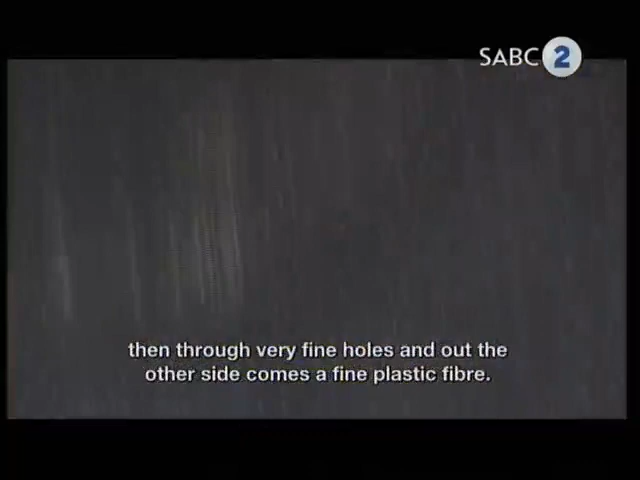 SABC 2
then through very fine holes and out the
other side comes a fine plastic fibre.